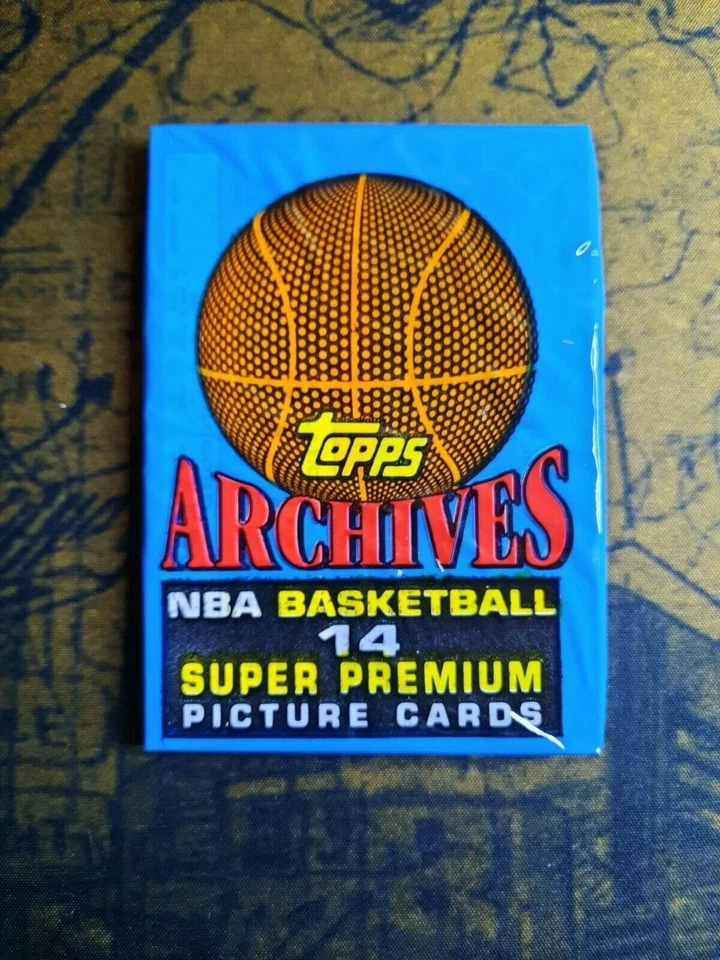 Topps
ARCHIVES
NBA BASKETBALL
14
SUPER PREMIUM
PICTURE CARDS